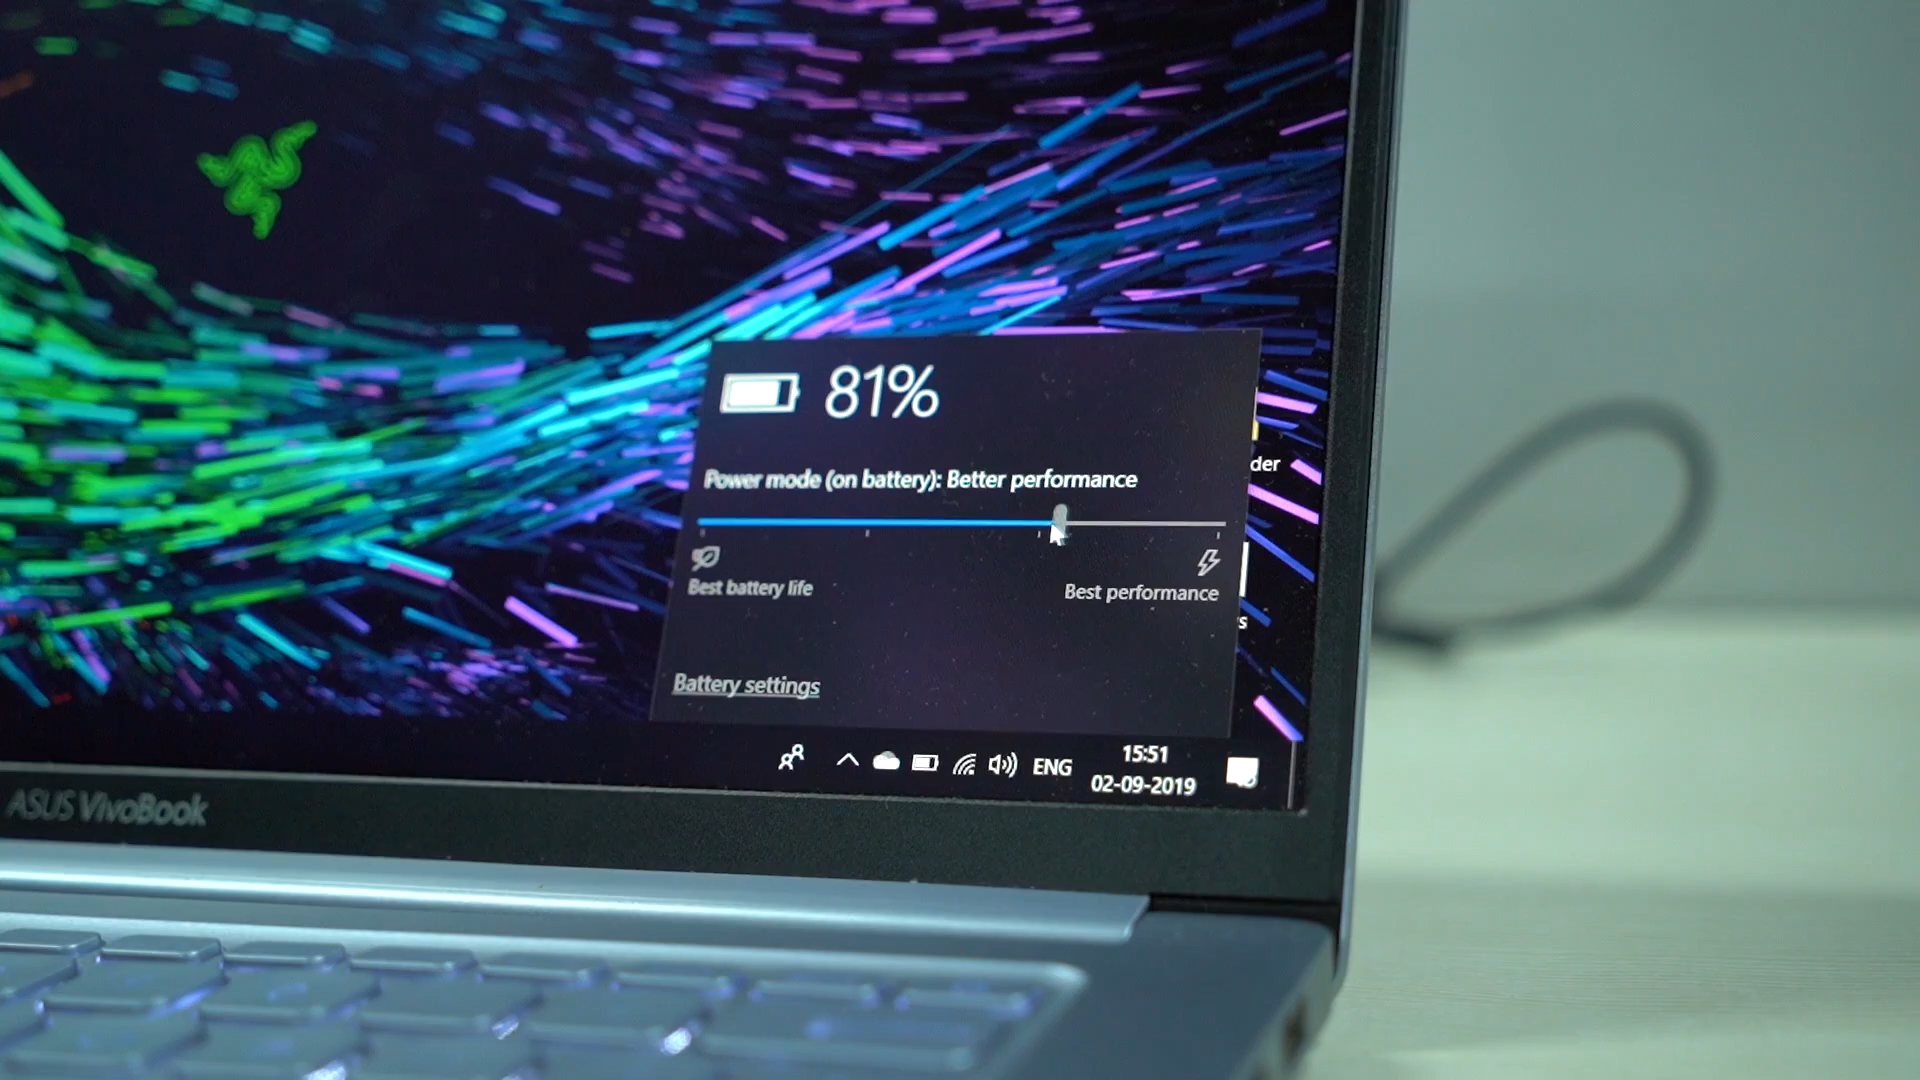 81%
Power mode (on battery): Better performance
Best battery life
Best performance
Battery settings
der
s
ENG
15:51
02-09-2019
ASUS VivoBook